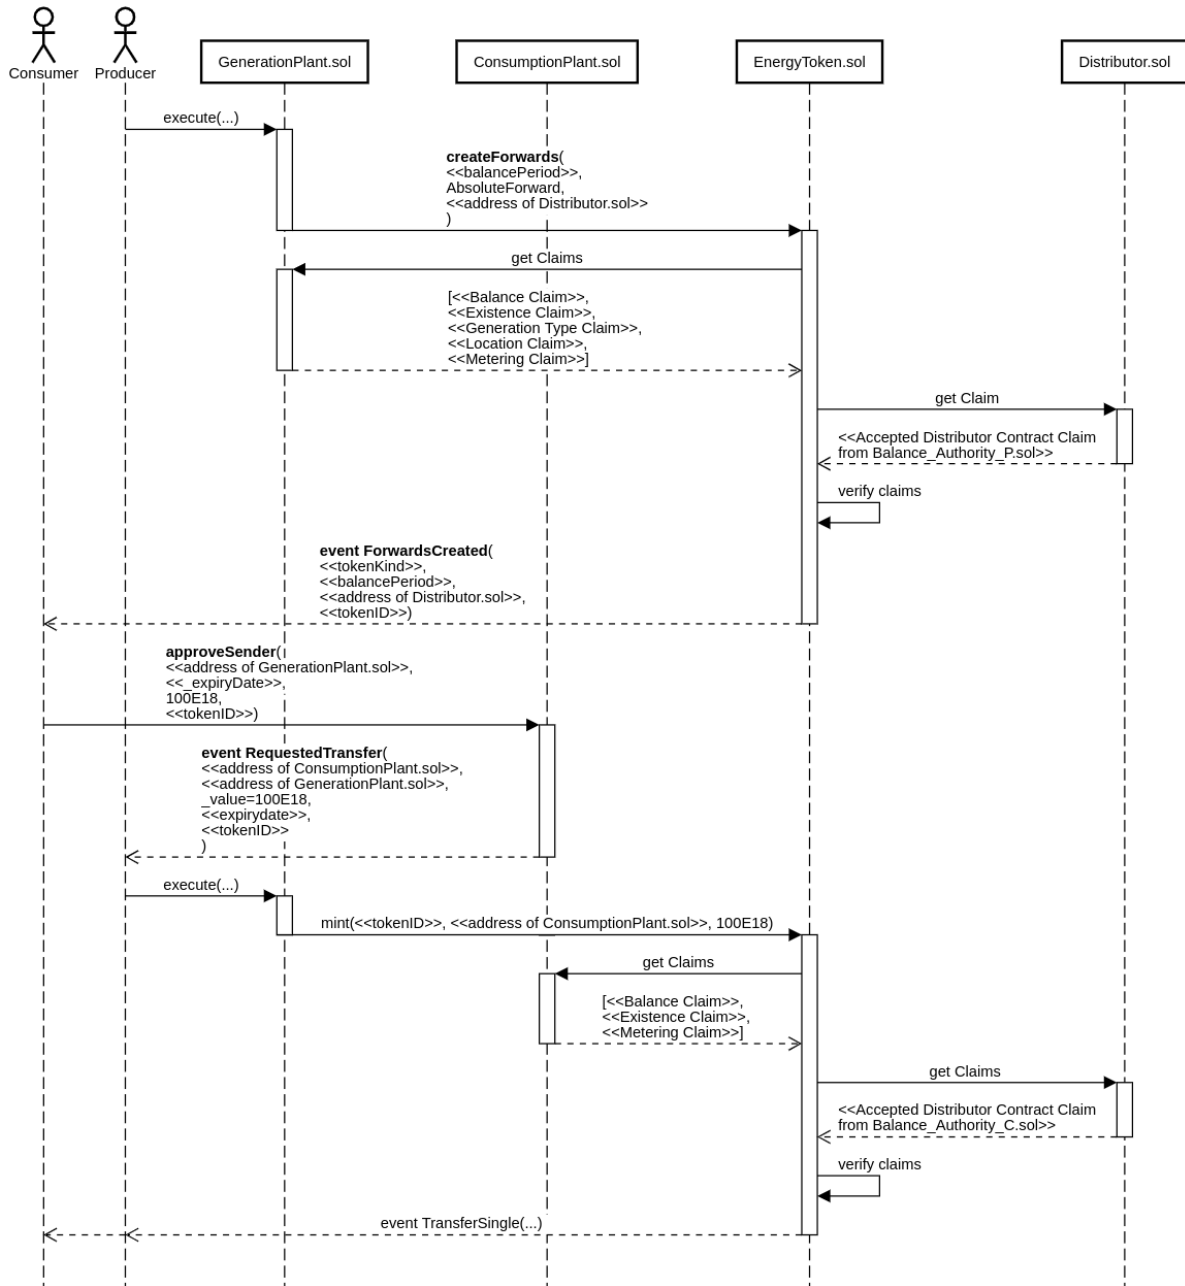 Consumer
Producer
GenerationPlant.sol
ConsumptionPlant.sol
EnergyToken.sol
Distributor.sol
execute(...)
createForwards(
<<balancePeriod>>,
AbsoluteForward,
<<address of Distributor.sol>>
)
get Claims
[<<Balance Claim>>,
<<Existence Claim>>,
<<Generation Type Claim>>,
<<Location Claim>>,
<<Metering Claim>>]
get Claim
<<Accepted Distributor Contract Claim
from Balance_Authority_P.sol>>
verify claims
event ForwardsCreated(
<<tokenKind>>,
<<balancePeriod>>,
<<address of Distributor.sol>>,
<<tokenID>>)
approveSender(
<<address of GenerationPlant.sol>>,
<<_expiryDate>>,
100E18,
<<tokenID>>)
event RequestedTransfer(
<<address of ConsumptionPlant.sol>>,
<<address of GenerationPlant.sol>>,
_value=100E18,
<<expirydate>>,
<<tokenID>>
)
execute(...)
mint(<<tokenID>>, <<address of ConsumptionPlant.sol>>, 100E18)
get Claims
[<<Balance Claim>>,
<<Existence Claim>>,
<<Metering Claim>>]
get Claims
<<Accepted Distributor Contract Claim
from Balance_Authority_C.sol>>
verify claims
event TransferSingle(...)